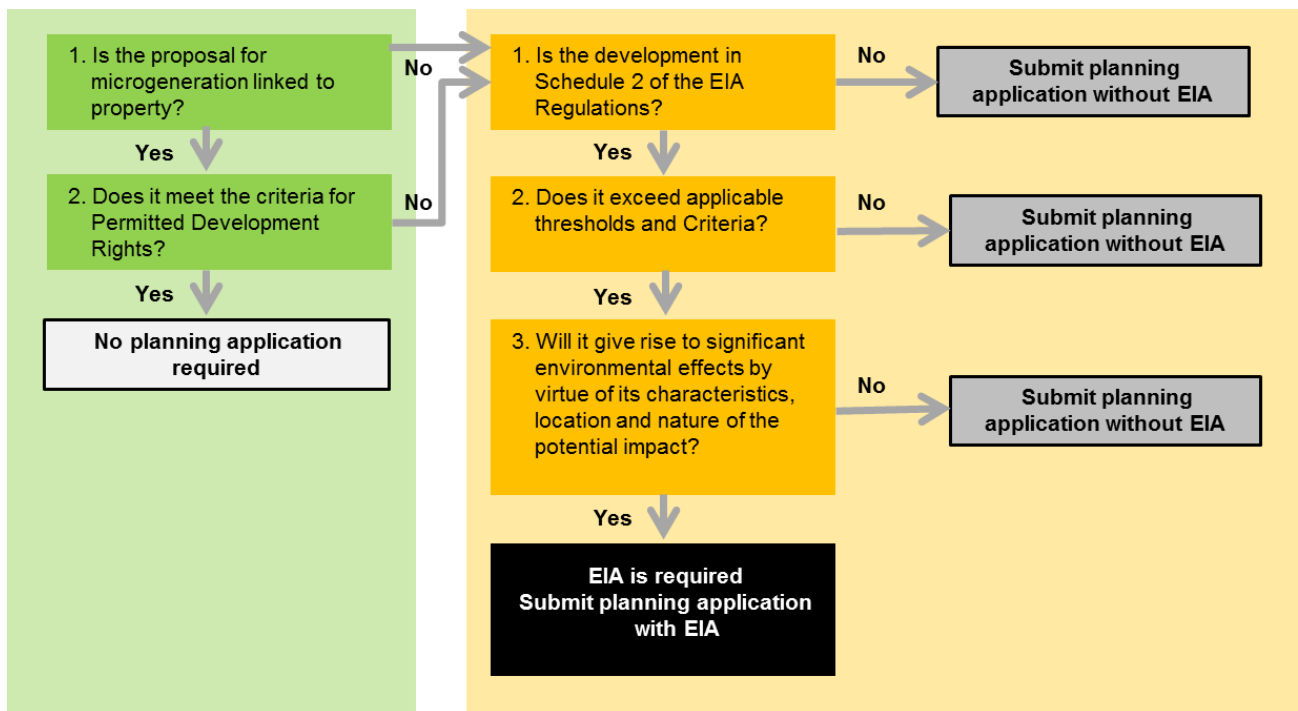 1. Is the proposal for
microgeneration linked to
property?
No
Yes
2. Does it meet the criteria for
Permitted Development
Rights?
No
Yes
No planning application
required
1. Is the development in
Schedule 2 of the EIA
Regulations?
No
Submit planning
application without EIA
Yes
2. Does it exceed applicable
thresholds and Criteria?
No
Submit planning
application without EIA
Yes
3. Will it give rise to significant
environmental effects by
virtue of its characteristics,
location and nature of the
potential impact?
No
Submit planning
application without EIA
Yes
EIA is required
Submit planning application
with EIA